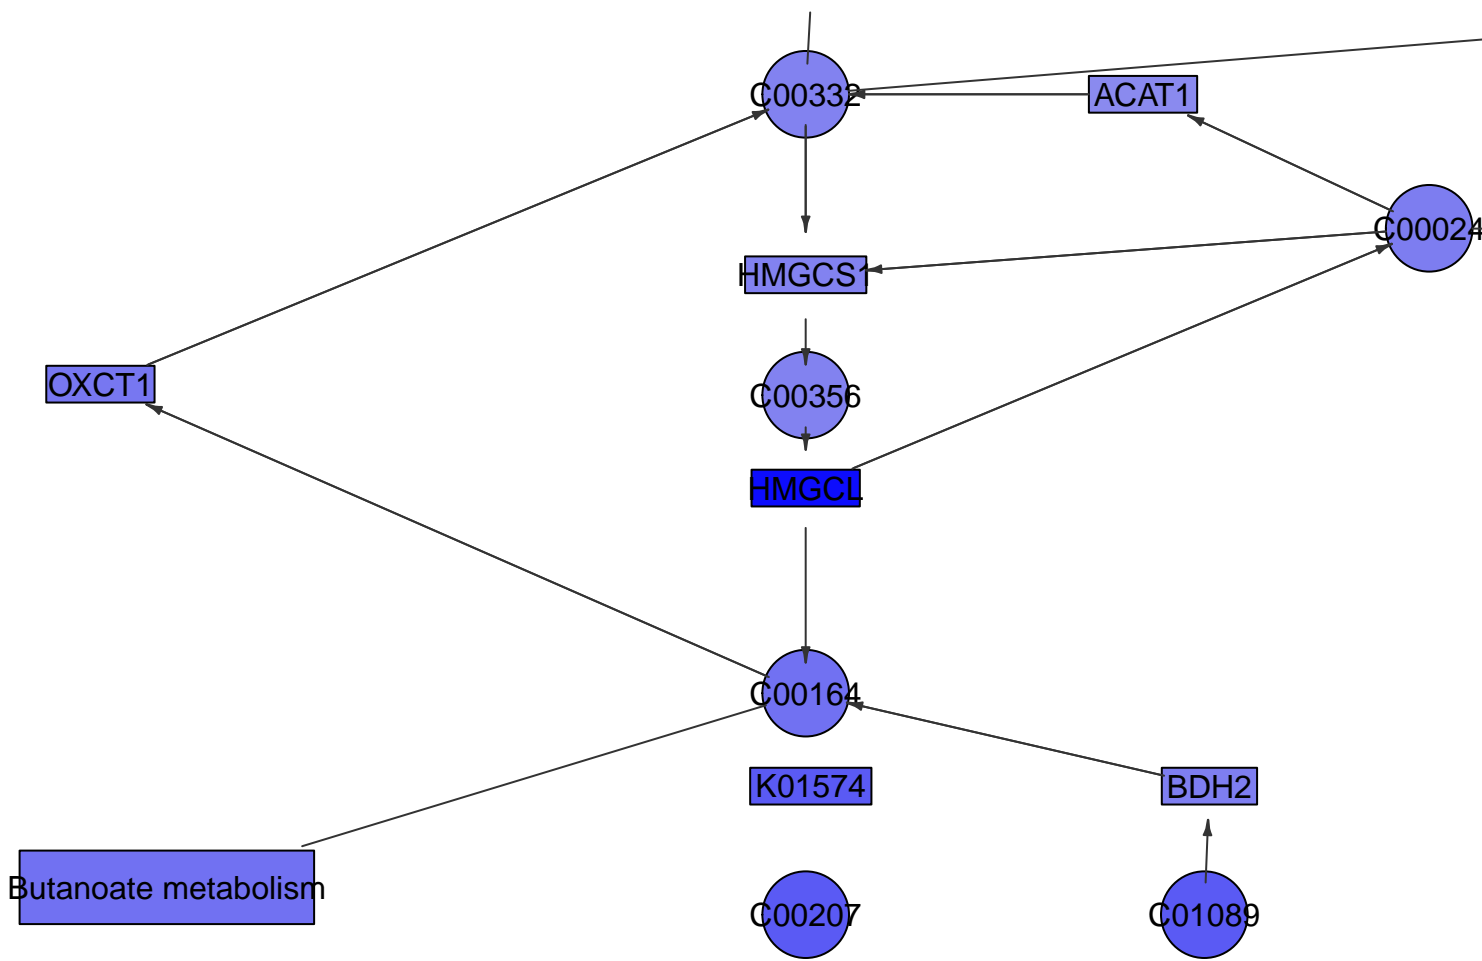 C00332
ACAT1
C00024
HMGCS1
OXCT1
C00356
HMGCL
C00164
K01574
BDH2
Butanoate metabolism
C00207
C01089